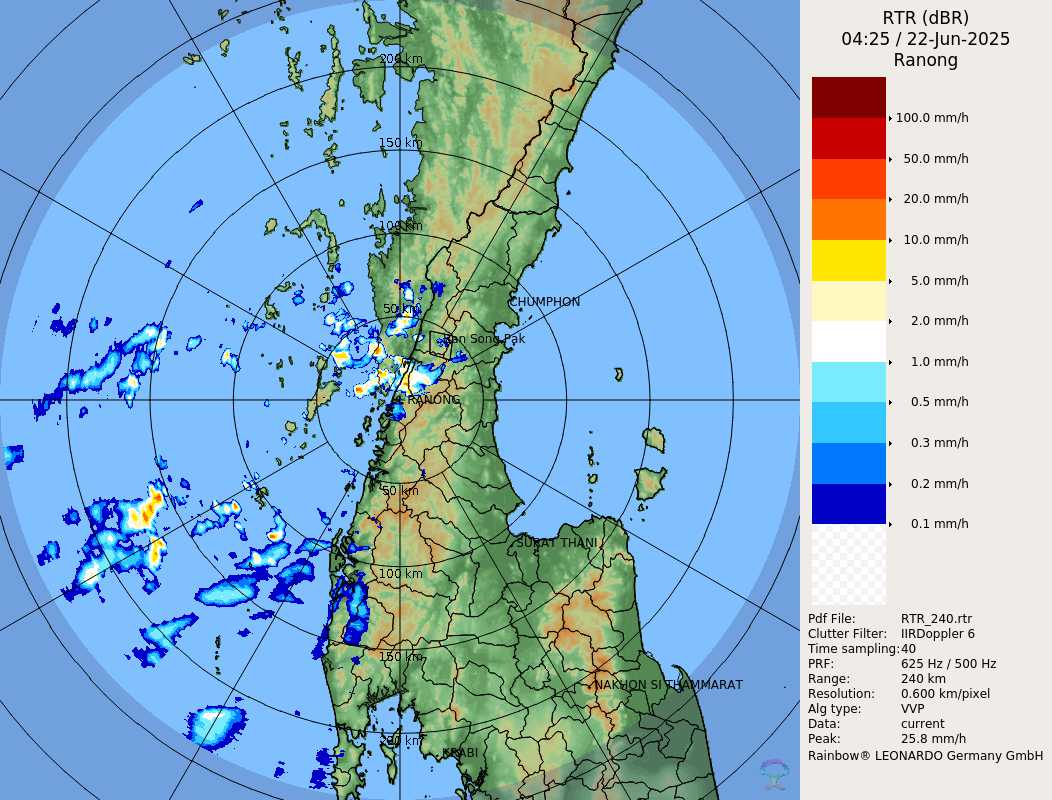 RTR (dBR)
04:25 / 22-Jun-2025
Ranong
100.0 mm/h
50.0 mm/h
20.0 mm/h
10.0 mm/h
5.0 mm/h
2.0 mm/h
1.0 mm/h
0.5 mm/h
0.3 mm/h
0.2 mm/h
0.1 mm/h
Pdf File: RTR_240.rtr
Clutter Filter: IIRDoppler 6
Time sampling:40
PRF: 625 Hz / 500 Hz
Range: 240 km
Resolution: 0.600 km/pixel
Alg type: VVP
Data: current
Peak: 25.8 mm/h
Rainbow® LEONARDO Germany GmbH
200 km
150 km
100 km
CHUMPHON
50 km
Ban Song Pak
RANONG
50 km
SURAT THANI
100 km
150 km
NAKHON SI THAMMARAT
200 km
KRABI